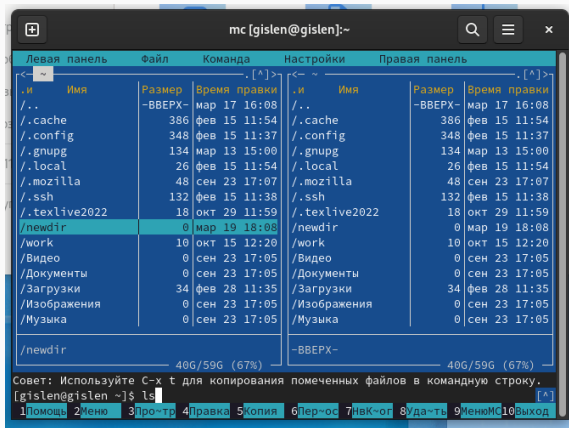 mc [gislen@gislen]:~
Левая панель Файл Команда Настройки Правая панель
<— ~ .[^]> <— ~ .[^]>
.и Имя Размер Время правки .и Имя Размер Время правки
/.. -ВВЕРХ- мар 17 16:08 /.. -ВВЕРХ- мар 17 16:08
/.cache 386 фев 15 11:54 /.cache 386 фев 15 11:54
/.config 348 фев 15 11:37 /.config 348 фев 15 11:37
/.gnupg 134 мар 13 15:00 /.gnupg 134 мар 13 15:00
/.local 26 фев 15 11:54 /.local 26 фев 15 11:54
/.mozilla 48 сен 23 17:07 /.mozilla 48 сен 23 17:07
/.ssh 132 фев 15 11:38 /.ssh 132 фев 15 11:38
/.texlive2022 18 окт 29 11:59 /.texlive2022 18 окт 29 11:59
/newdir 0 мар 19 18:08 /newdir 0 мар 19 18:08
/work 10 окт 15 12:20 /work 10 окт 15 12:20
/Видео 0 сен 23 17:05 /Видео 0 сен 23 17:05
/Документы 0 сен 23 17:05 /Документы 0 сен 23 17:05
/Загрузки 34 фев 28 11:35 /Загрузки 34 фев 28 11:35
/Изображения 0 сен 23 17:05 /Изображения 0 сен 23 17:05
/Музыка 0 сен 23 17:05 /Музыка 0 сен 23 17:05
/newdir -ВВЕРХ-
40G/59G (67%) 40G/59G (67%)
Совет: Используйте C-x t для копирования помеченных файлов в командную строку.
[gislen@gislen ~]$ ls [^]
1Помощь 2Меню 3Про~тр 4Правка 5Копия 6Пер~ос 7НвК~ог 8Уда~ть 9МенюMC 10Выход